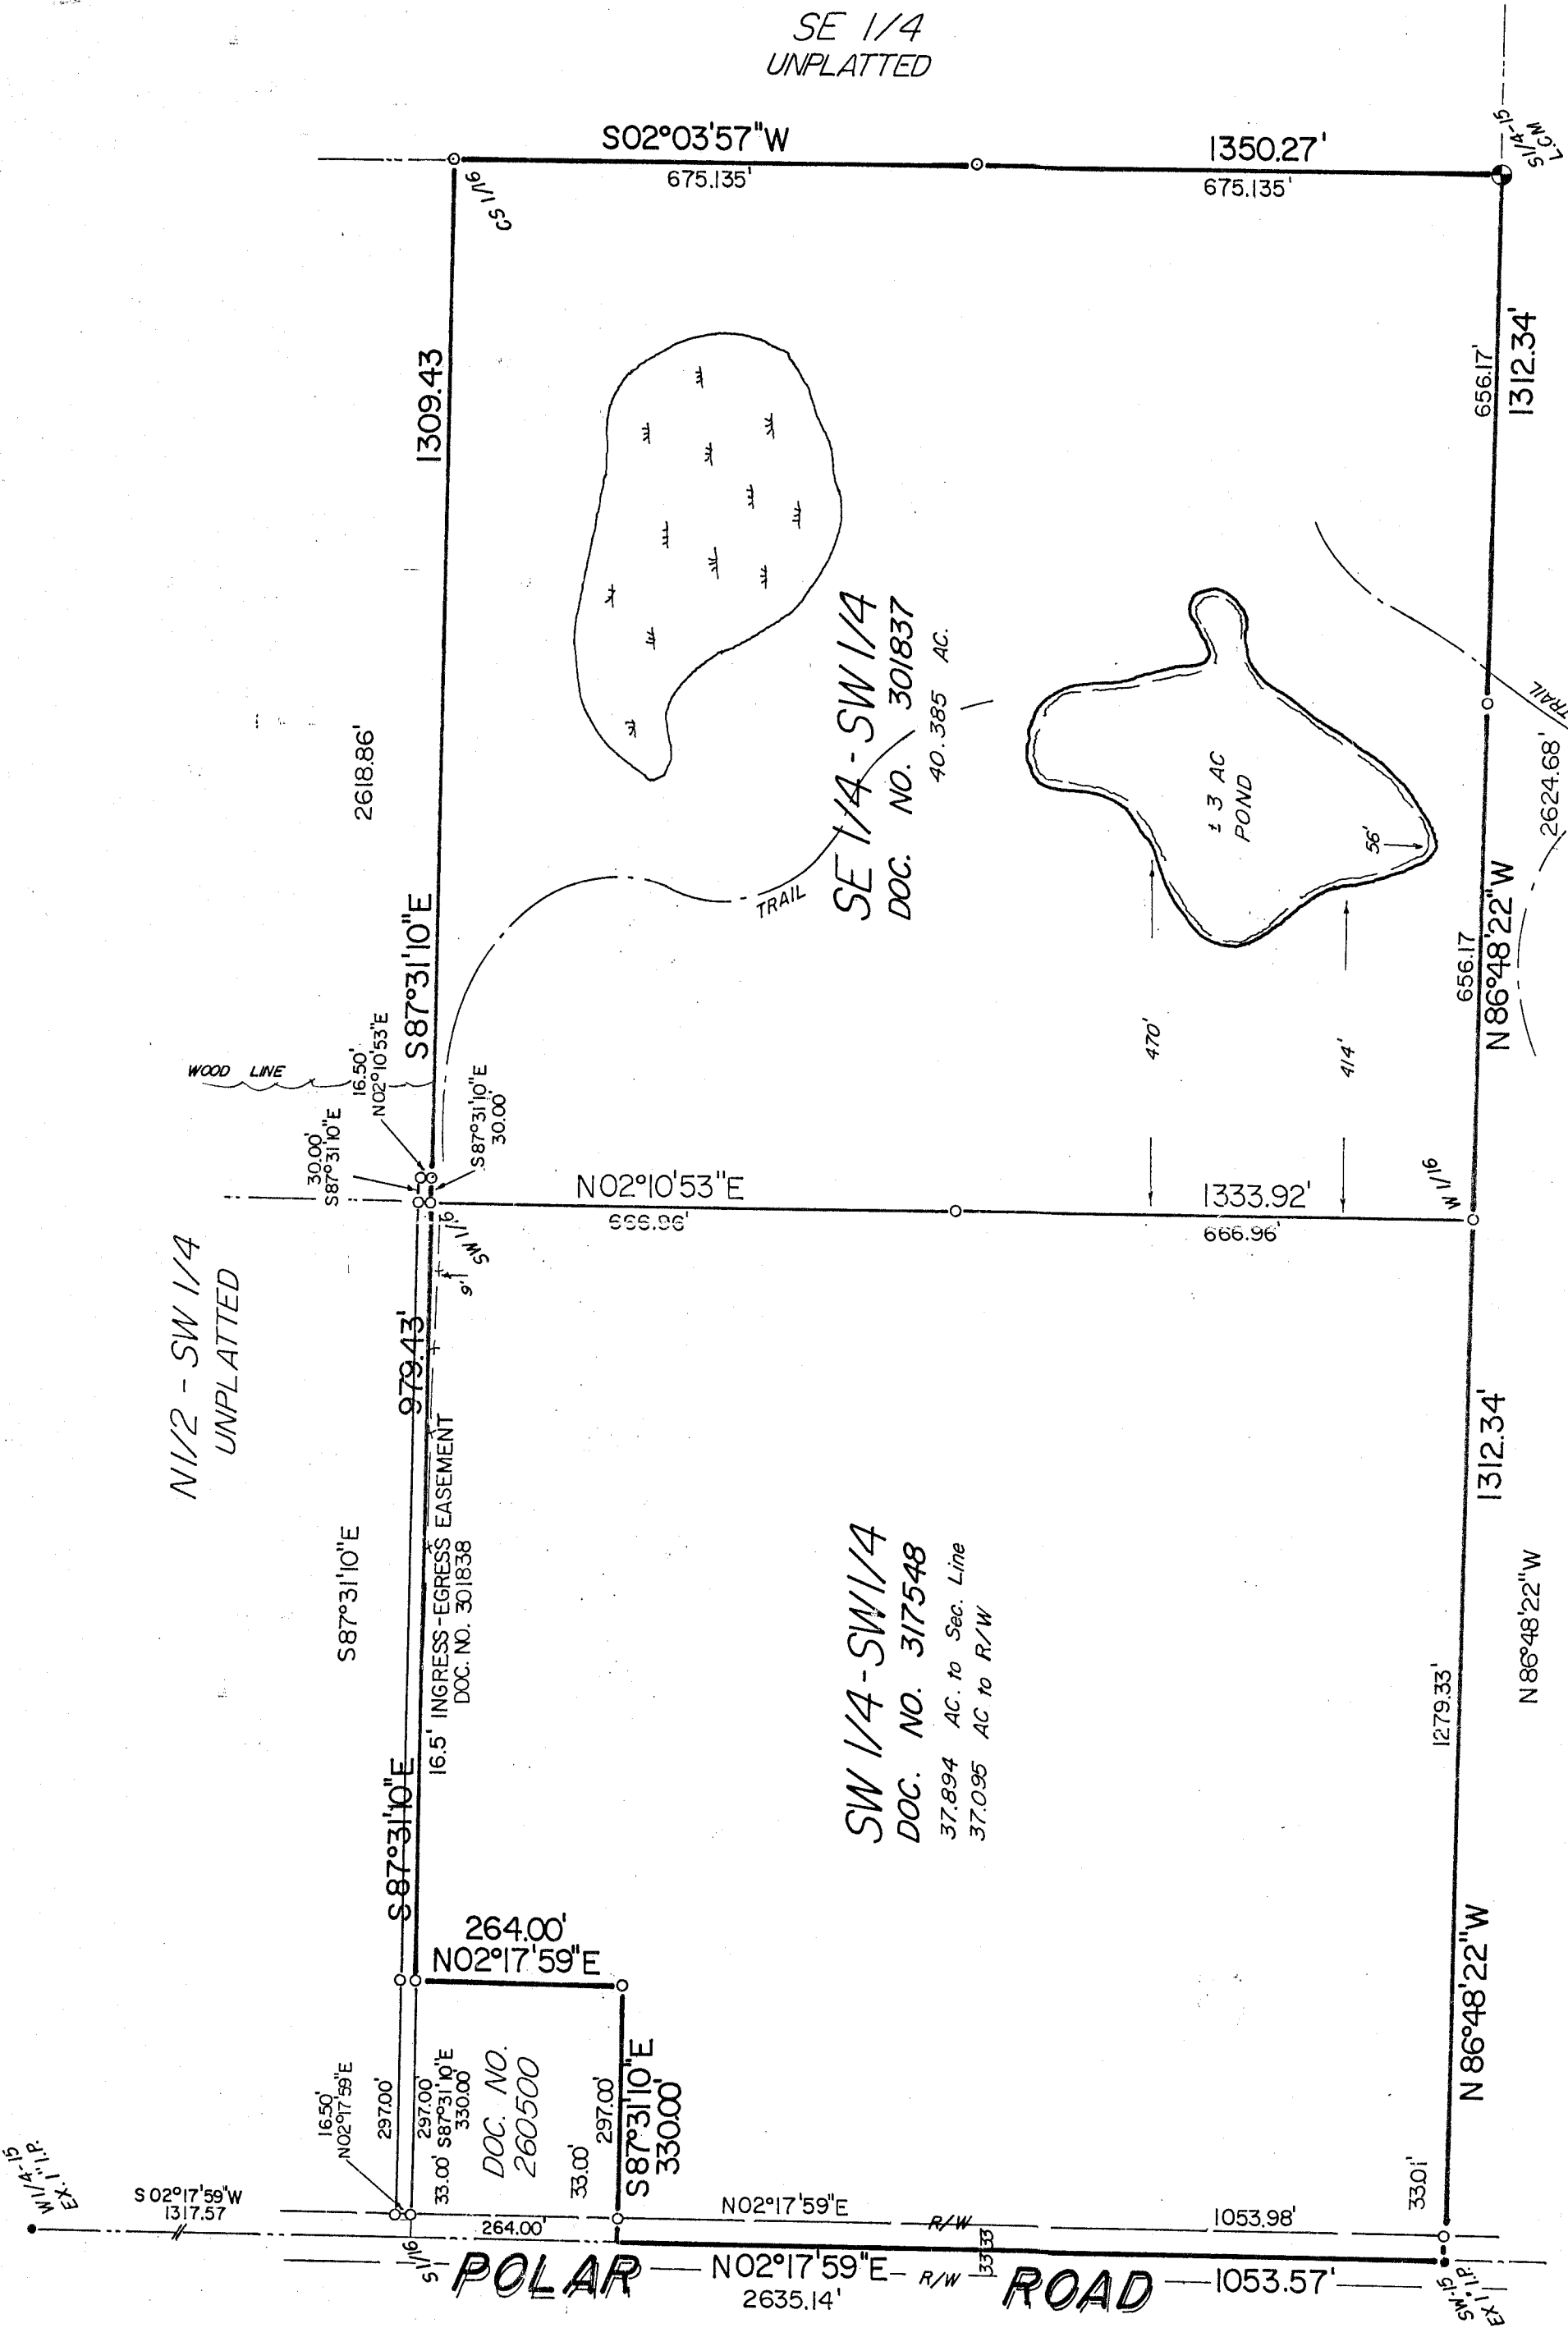 SE 1/4
UNPLATTED
S02°03'57"W
1350.27'
675.135'
675.135'
S1/4-15
L.C.M
CS 1/16
1309.43
2618.86'
S87°31'10"E
656.17'
1312.34'
SE 1/4 - SW 1/4
DOC. NO. 301837
40.385 AC.
± 3 AC
POND
56'
TRAIL
TRAIL
2624.68'
656.17
N86°48'22"W
470'
414'
WOOD LINE
16.50'
N02°10'53"E
30.00'
S87°31'10"E
S87°31'10"E
30.00'
N02°10'53"E
1333.92'
666.96'
666.96'
W 1/16
SW 1/16
9'
N1/2 - SW 1/4
UNPLATTED
979.43'
S87°31'10"E
S87°31'10"E
16.5' INGRESS-EGRESS EASEMENT
DOC. NO. 301838
1312.34'
SW 1/4 - SW1/4
DOC. NO. 317548
37.894 AC. to Sec. Line
37.095 AC to R/W
1279.33'
N86°48'22"W
N86°48'22"W
264.00'
N02°17'59"E
16.50'
N02°17'59"E
297.00'
297.00'
33.00'
S87°31'10"E
330.00'
DOC. NO.
260500
33.00'
297.00'
S87°31'10"E
330.00'
W1/4-15
EX.1"I.P.
S02°17'59"W
1317.57
264.00'
N02°17'59"E
R/W
1053.98'
33.01'
33
33
S1/16
POLAR
N02°17'59"E
R/W
ROAD
1053.57'
2635.14'
SW-15
EX 1" I.P.